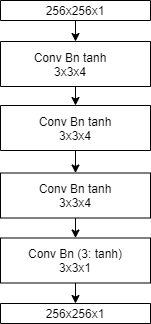 256x256x1
Conv Bn tanh
3x3x4
Conv Bn tanh
3x3x4
Conv Bn tanh
3x3x4
Conv Bn (3: tanh)
3x3x1
256x256x1